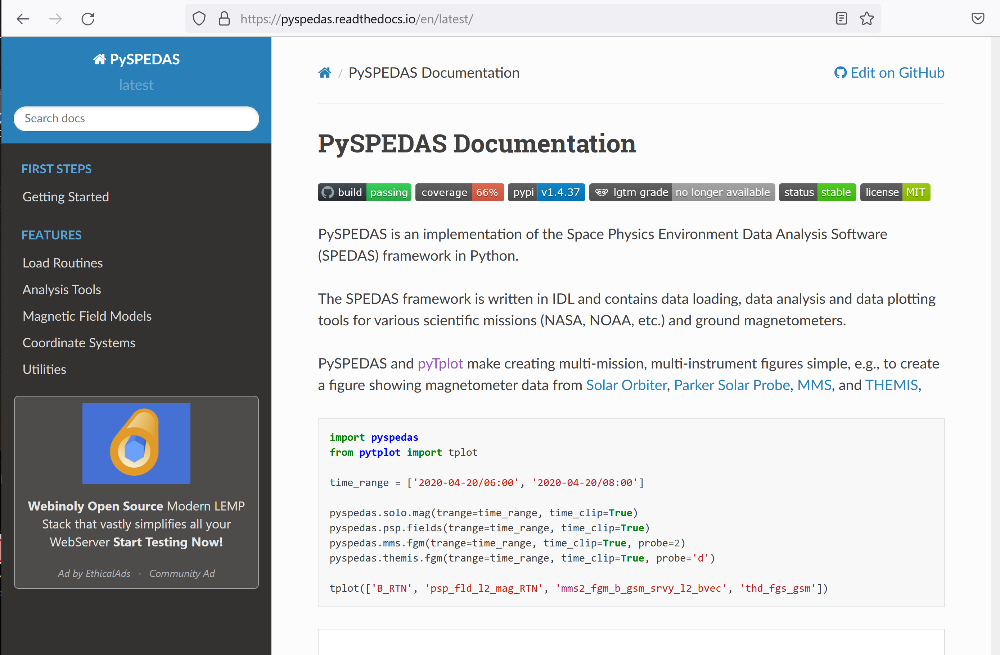 https://pyspedas.readthedocs.io/en/latest/
PySPEDAS
latest
Search docs
FIRST STEPS
Getting Started
FEATURES
Load Routines
Analysis Tools
Magnetic Field Models
Coordinate Systems
Utilities
Webinoly Open Source Modern LEMP
Stack that vastly simplifies all your
WebServer Start Testing Now!
Ad by EthicalAds · Community Ad
/ PySPEDAS Documentation
Edit on GitHub
PySPEDAS Documentation
build passing coverage 66% pypi v1.4.37 lgtm grade no longer available status stable license MIT
PySPEDAS is an implementation of the Space Physics Environment Data Analysis Software
(SPEDAS) framework in Python.
The SPEDAS framework is written in IDL and contains data loading, data analysis and data plotting
tools for various scientific missions (NASA, NOAA, etc.) and ground magnetometers.
PySPEDAS and pyTplot make creating multi-mission, multi-instrument figures simple, e.g., to create
a figure showing magnetometer data from Solar Orbiter, Parker Solar Probe, MMS, and THEMIS,
import pyspedas
from pytplot import tplot
time_range = ['2020-04-20/06:00', '2020-04-20/08:00']
pyspedas.solo.mag(trange=time_range, time_clip=True)
pyspedas.psp.fields(trange=time_range, time_clip=True)
pyspedas.mms.fgm(trange=time_range, time_clip=True, probe=2)
pyspedas.themis.fgm(trange=time_range, time_clip=True, probe='d')
tplot(['B_RTN', 'psp_fld_l2_mag_RTN', 'mms2_fgm_b_gsm_srvy_l2_bvec', 'thd_fgs_gsm'])